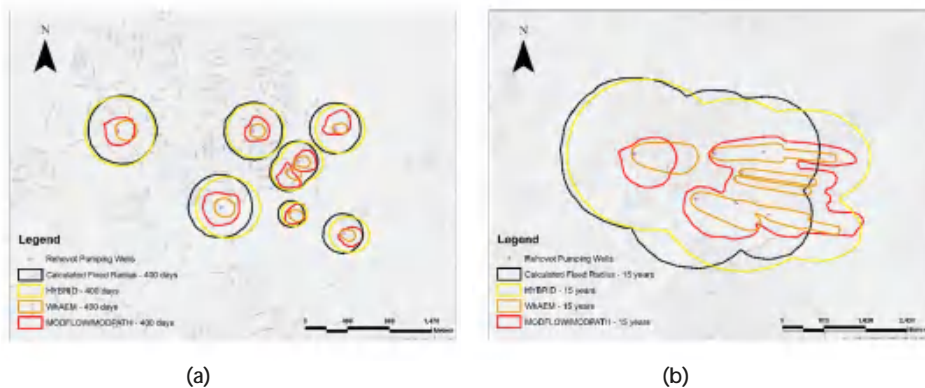 N
Legend
Rehovot Pumping Wells
Calculated Fixed Radius - 400 days
HYBRID - 400 days
WhAEM - 400 days
MODFLOW/MODPATH - 400 days
Meters
(a)
N
Legend
Rehovot Pumping Wells
Calculated Fixed Radius - 15 years
HYBRID - 15 years
WhAEM - 15 years
MODFLOW/MODPATH - 15 years
(b)